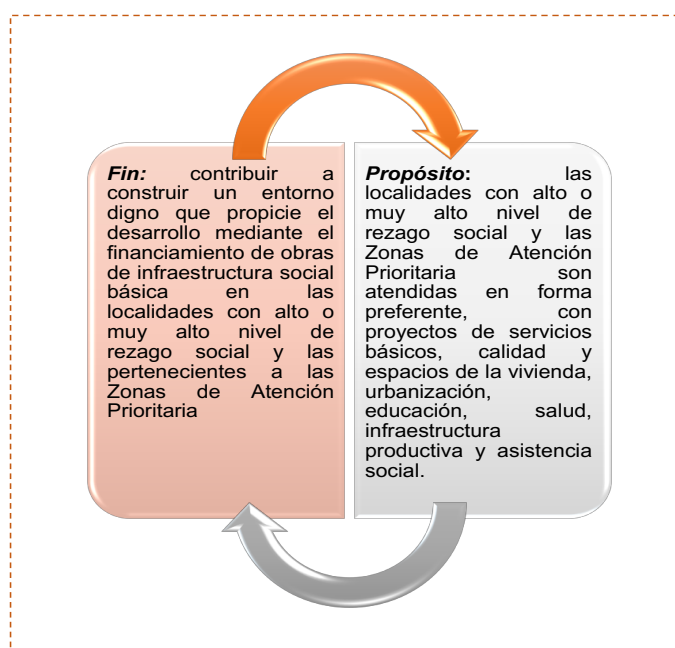 Fin: contribuir a
construir un entorno
digno que propicie el
desarrollo mediante el
financiamiento de obras
de infraestructura social
básica en las
localidades con alto o
muy alto nivel de
rezago social y las
pertenecientes a las
Zonas de Atención
Prioritaria
Propósito: las
localidades con alto o
muy alto nivel de
rezago social y las
Zonas de Atención
Prioritaria son
atendidas en forma
preferente, con
proyectos de servicios
básicos, calidad y
espacios de la vivienda,
urbanización,
educación, salud,
infraestructura
productiva y asistencia
social.